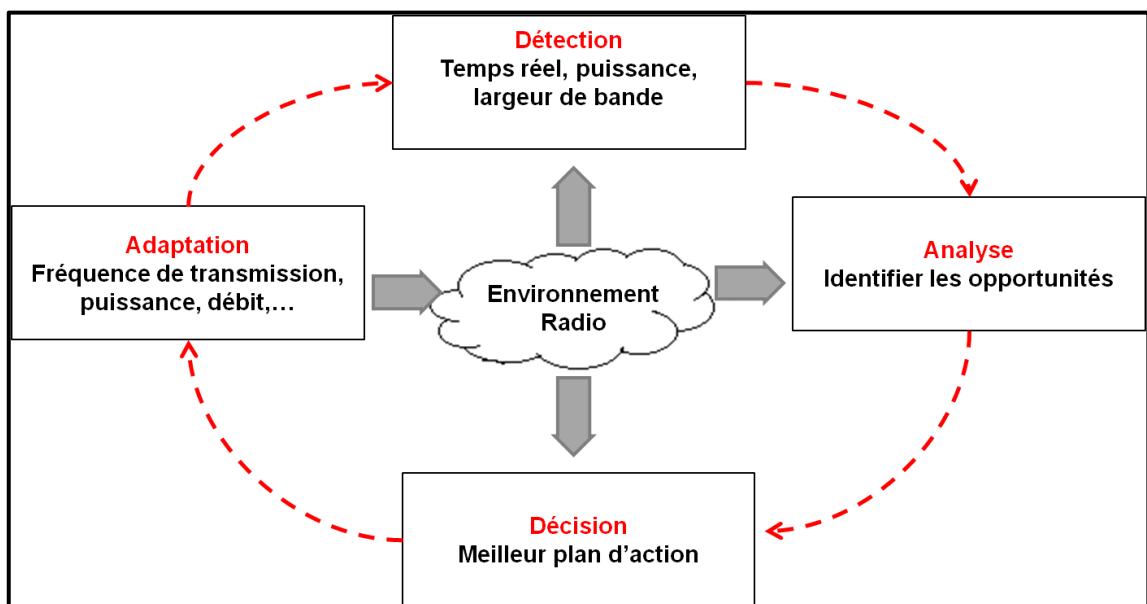 Détection
Temps réel, puissance,
largeur de bande
Adaptation
Fréquence de transmission,
puissance, débit,…
Environnement
Radio
Analyse
Identifier les opportunités
Décision
Meilleur plan d’action